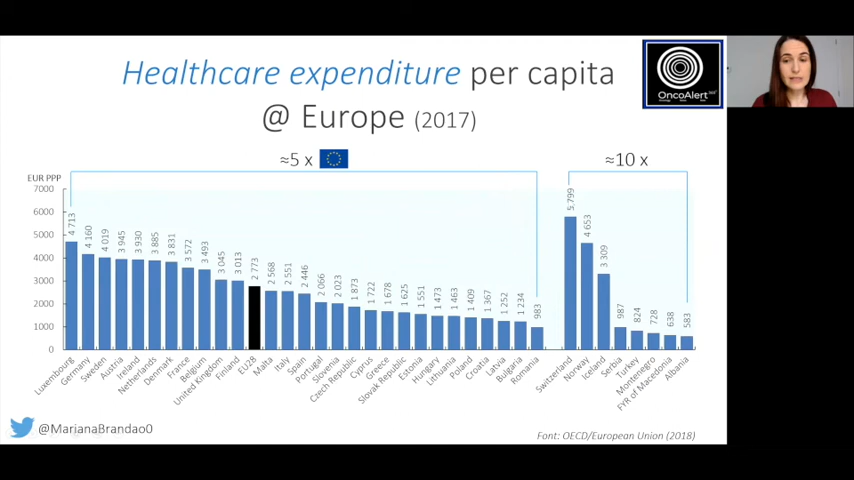 Healthcare expenditure per capita
@ Europe (2017)
OncoAlert
≈5 x
≈10 x
EUR PPP
7000
6000
5000
4000
3000
2000
1000
0
4 713
4 160
4 019
3 945
3 930
3 885
3 831
3 572
3 493
3 045
3 013
2 773
2 568
2 551
2 446
2 066
2 023
1 873
1 722
1 678
1 625
1 551
1 473
1 463
1 409
1 367
1 252
1 234
983
5 799
4 653
3 309
987
824
728
638
583
Luxembourg
Germany
Sweden
Austria
Ireland
Netherlands
Denmark
France
Belgium
United Kingdom
Finland
EU28
Malta
Italy
Spain
Portugal
Slovenia
Czech Republic
Cyprus
Greece
Slovak Republic
Estonia
Hungary
Lithuania
Poland
Croatia
Latvia
Bulgaria
Romania
Switzerland
Norway
Iceland
Serbia
Turkey
Montenegro
FYR of Macedonia
Albania
@MarianaBrandao0
Font: OECD/European Union (2018)